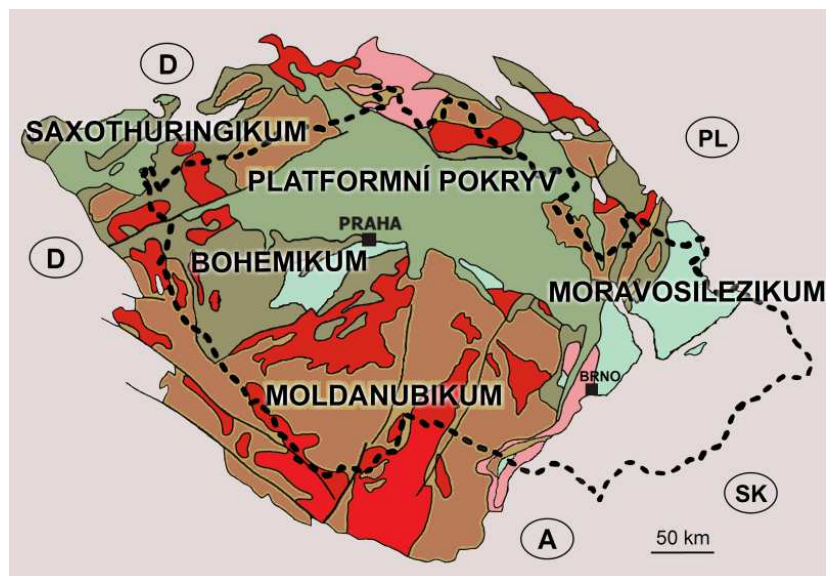 D
SAXOTHURINGIKUM
PL
PLATFORMNÍ POKRYV
PRAHA
D
BOHEMIKUM
MORAVOSILEZIKUM
BRNO
MOLDANUBIKUM
SK
A
50 km